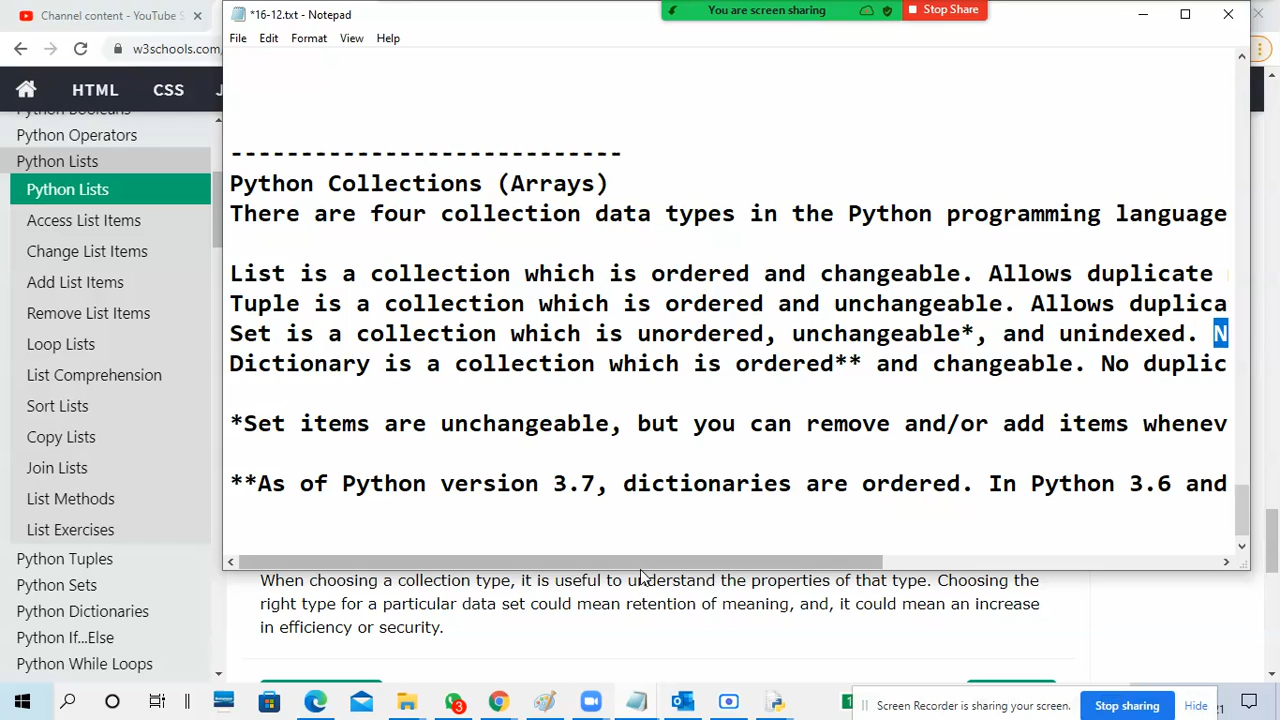 Channel content - YouTube S
*16-12.txt - Notepad
You are screen sharing
Stop Share
w3schools.com
File Edit Format View Help
HTML CSS
Python Booleans
Python Operators
Python Lists
Python Lists
Access List Items
Change List Items
Add List Items
Remove List Items
Loop Lists
List Comprehension
Sort Lists
Copy Lists
Join Lists
List Methods
List Exercises
Python Tuples
Python Sets
Python Dictionaries
Python If...Else
Python While Loops
----------------------------
Python Collections (Arrays)
There are four collection data types in the Python programming language
List is a collection which is ordered and changeable. Allows duplicate
Tuple is a collection which is ordered and unchangeable. Allows duplica
Set is a collection which is unordered, unchangeable*, and unindexed. N
Dictionary is a collection which is ordered** and changeable. No duplic
*Set items are unchangeable, but you can remove and/or add items whenev
**As of Python version 3.7, dictionaries are ordered. In Python 3.6 and
When choosing a collection type, it is useful to understand the properties of that type. Choosing the
right type for a particular data set could mean retention of meaning, and, it could mean an increase
in efficiency or security.
3
Screen Recorder is sharing your screen.
Stop sharing
Hide
21